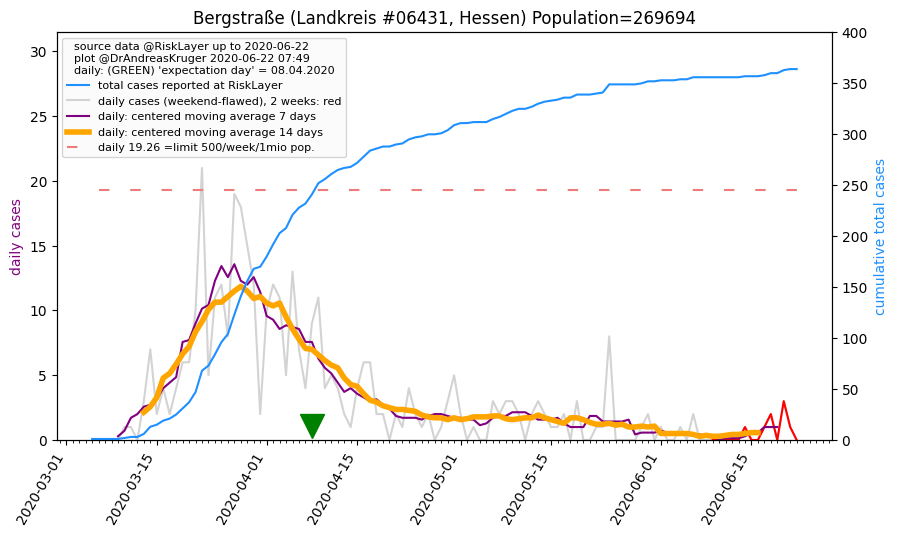 Bergstraße (Landkreis #06431, Hessen) Population=269694
source data @RiskLayer up to 2020-06-22
plot @DrAndreasKruger 2020-06-22 07:49
daily: (GREEN) 'expectation day' = 08.04.2020
total cases reported at RiskLayer
daily cases (weekend-flawed), 2 weeks: red
daily: centered moving average 7 days
daily: centered moving average 14 days
daily 19.26 =limit 500/week/1mio pop.
daily cases
30
25
20
15
10
5
0
400
350
300
250
200
150
100
50
0
cumulative total cases
2020-03-01
2020-03-15
2020-04-01
2020-04-15
2020-05-01
2020-05-15
2020-06-01
2020-06-15